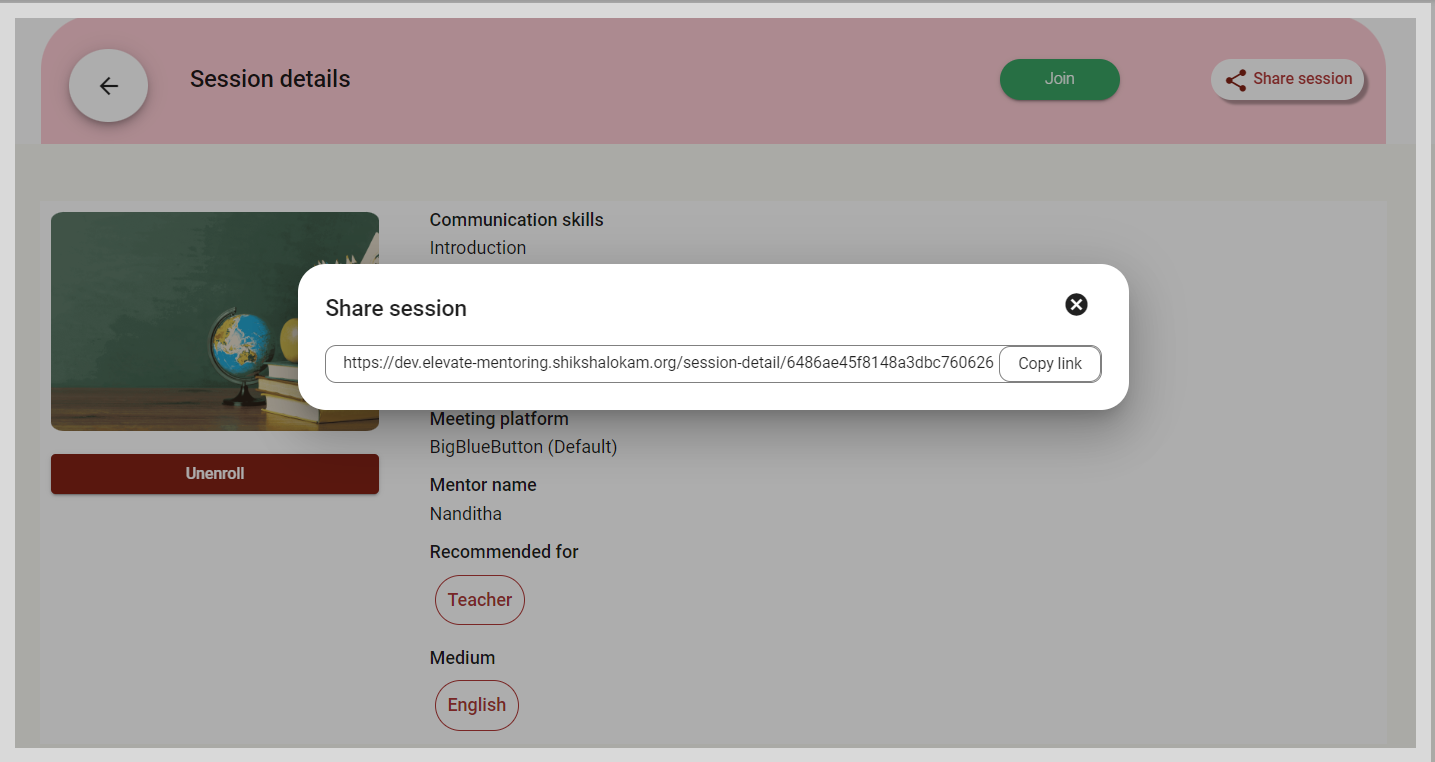 Session details
Join
Share session
Communication skills
Introduction
Share session
https://dev.elevate-mentoring.shikshalokam.org/session-detail/6486ae45f8148a3dbc760626
Copy link
Meeting platform
BigBlueButton (Default)
Unenroll
Mentor name
Nanditha
Recommended for
Teacher
Medium
English